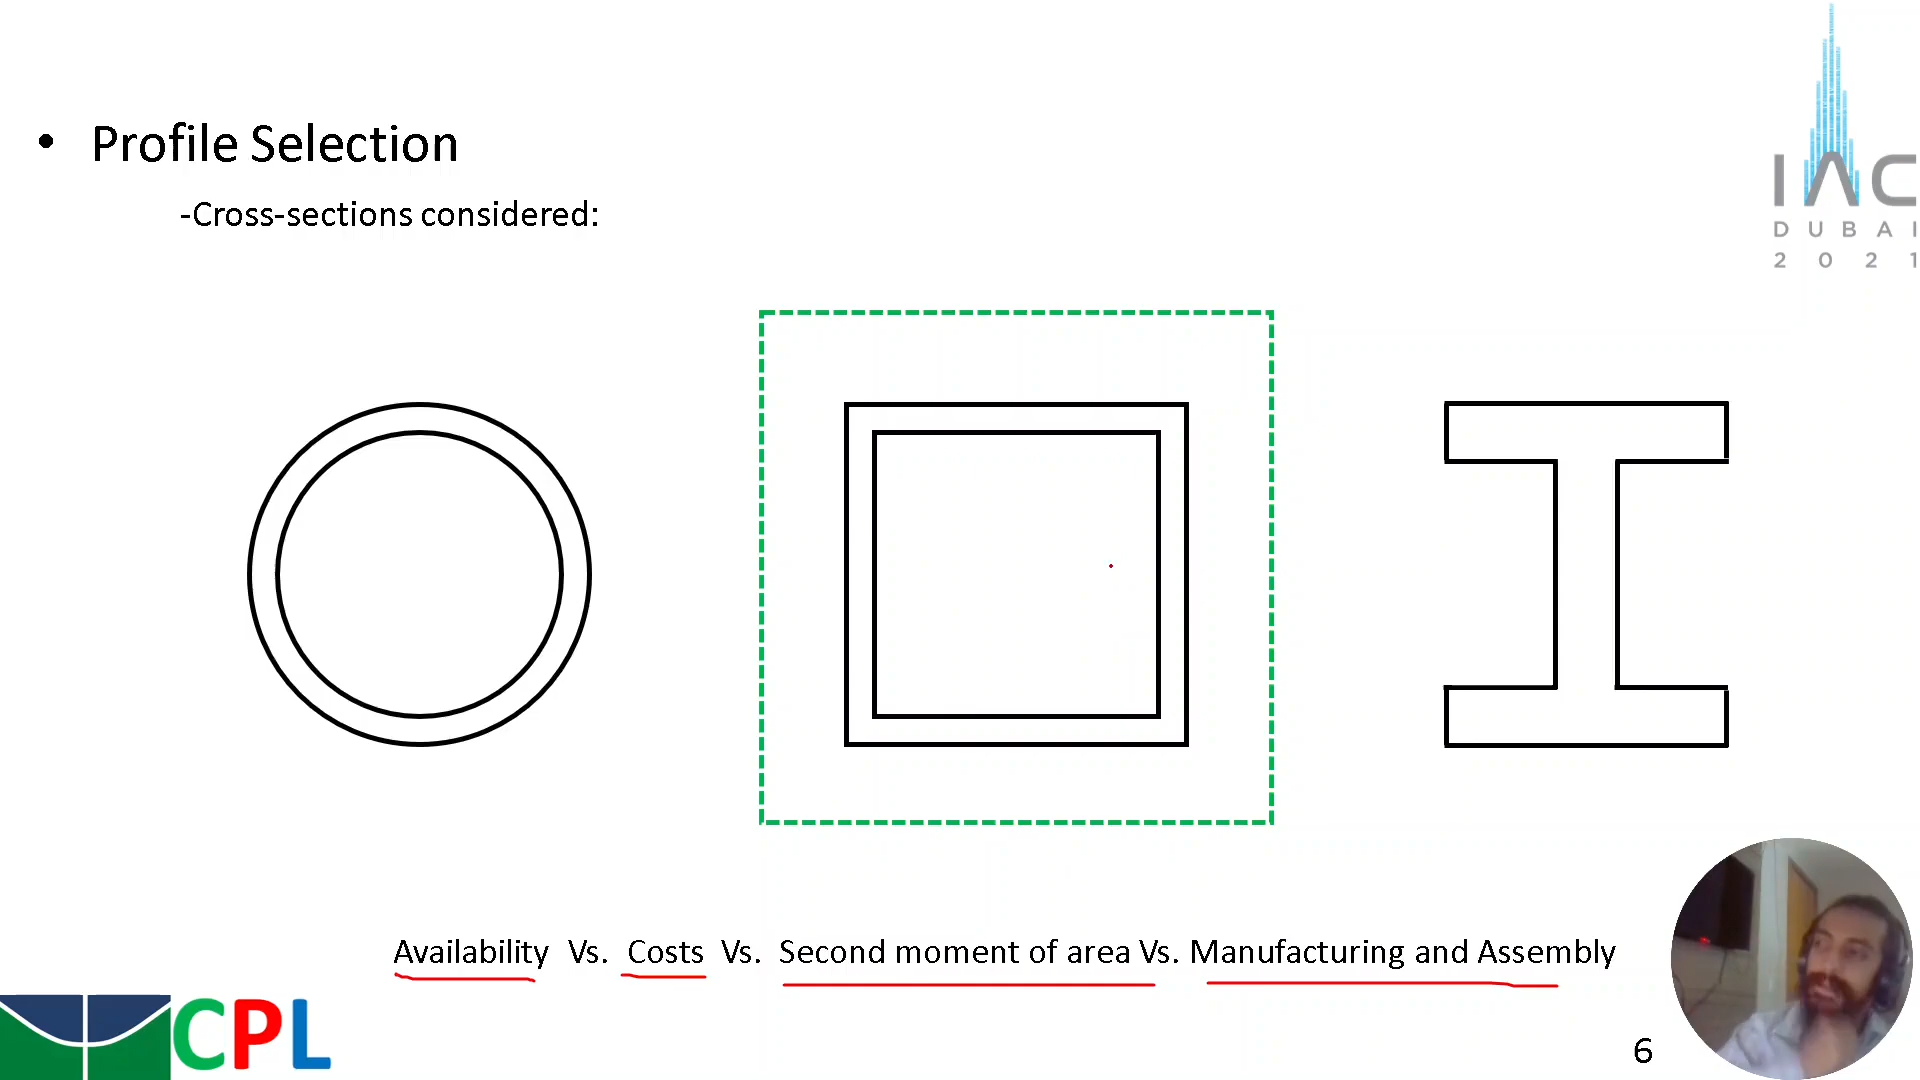 • Profile Selection
-Cross-sections considered:
IAC
DUBAI
2021
Availability Vs. Costs Vs. Second moment of area Vs. Manufacturing and Assembly
CPL
6